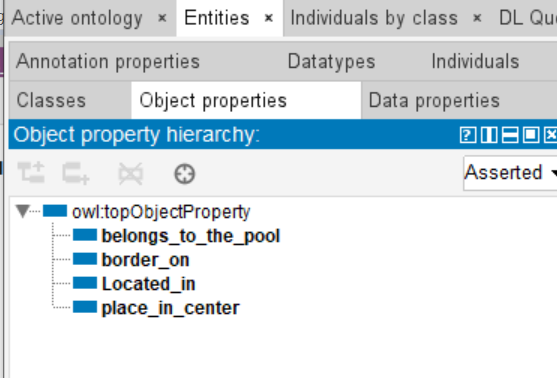 Active ontology × Entities × Individuals by class × DL Que
Annotation properties Datatypes Individuals
Classes Object properties Data properties
Object property hierarchy:
Asserted
owl:topObjectProperty
belongs_to_the_pool
border_on
Located_in
place_in_center